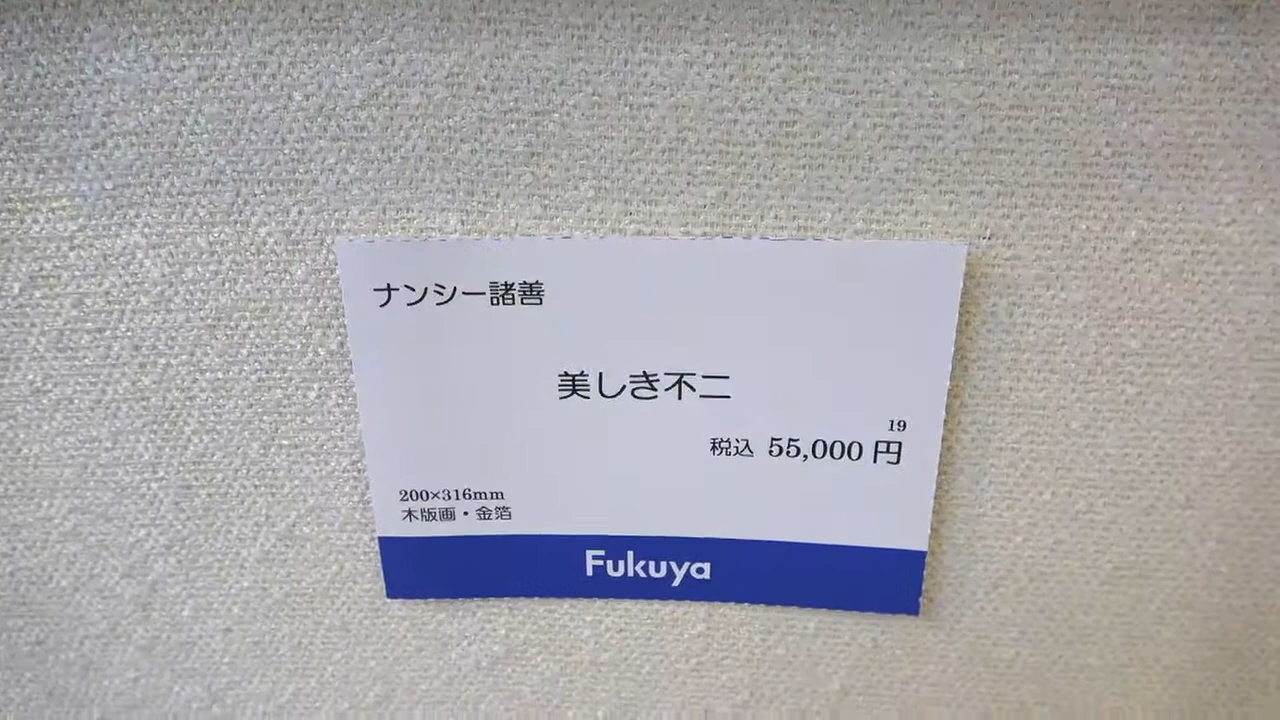 ナンシー諸善
美しき不二
19
税込 55,000 円
200×316mm
木版画・金箔
Fukuya